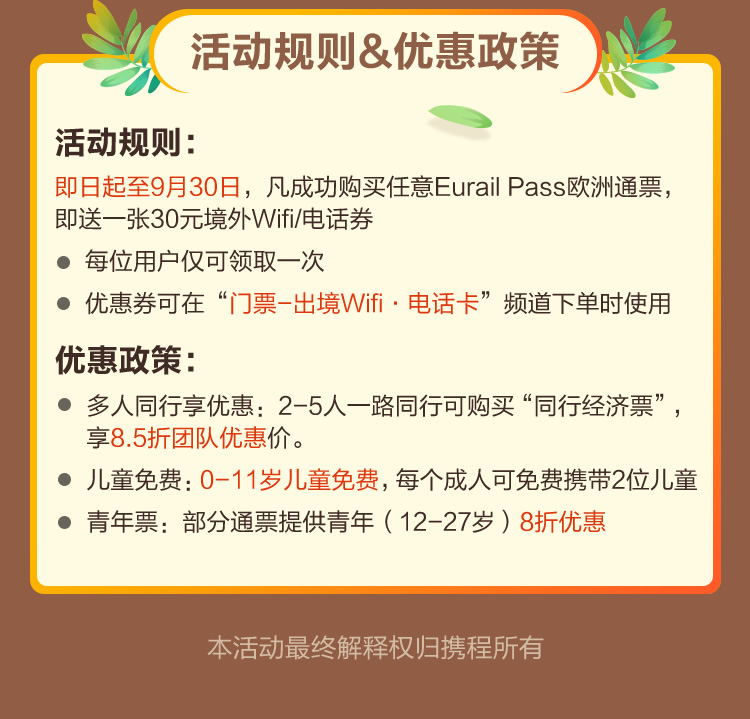 活动规则&优惠政策
活动规则：
即日起至9月30日，凡成功购买任意Eurail Pass欧洲通票，
即送一张30元境外Wifi/电话券
● 每位用户仅可领取一次
● 优惠券可在“门票-出境Wifi·电话卡”频道下单时使用
优惠政策：
● 多人同行享优惠：2-5人一路同行可购买“同行经济票”，
享8.5折团队优惠价。
● 儿童免费：0-11岁儿童免费，每个成人可免费携带2位儿童
● 青年票：部分通票提供青年（12-27岁）8折优惠
本活动最终解释权归携程所有